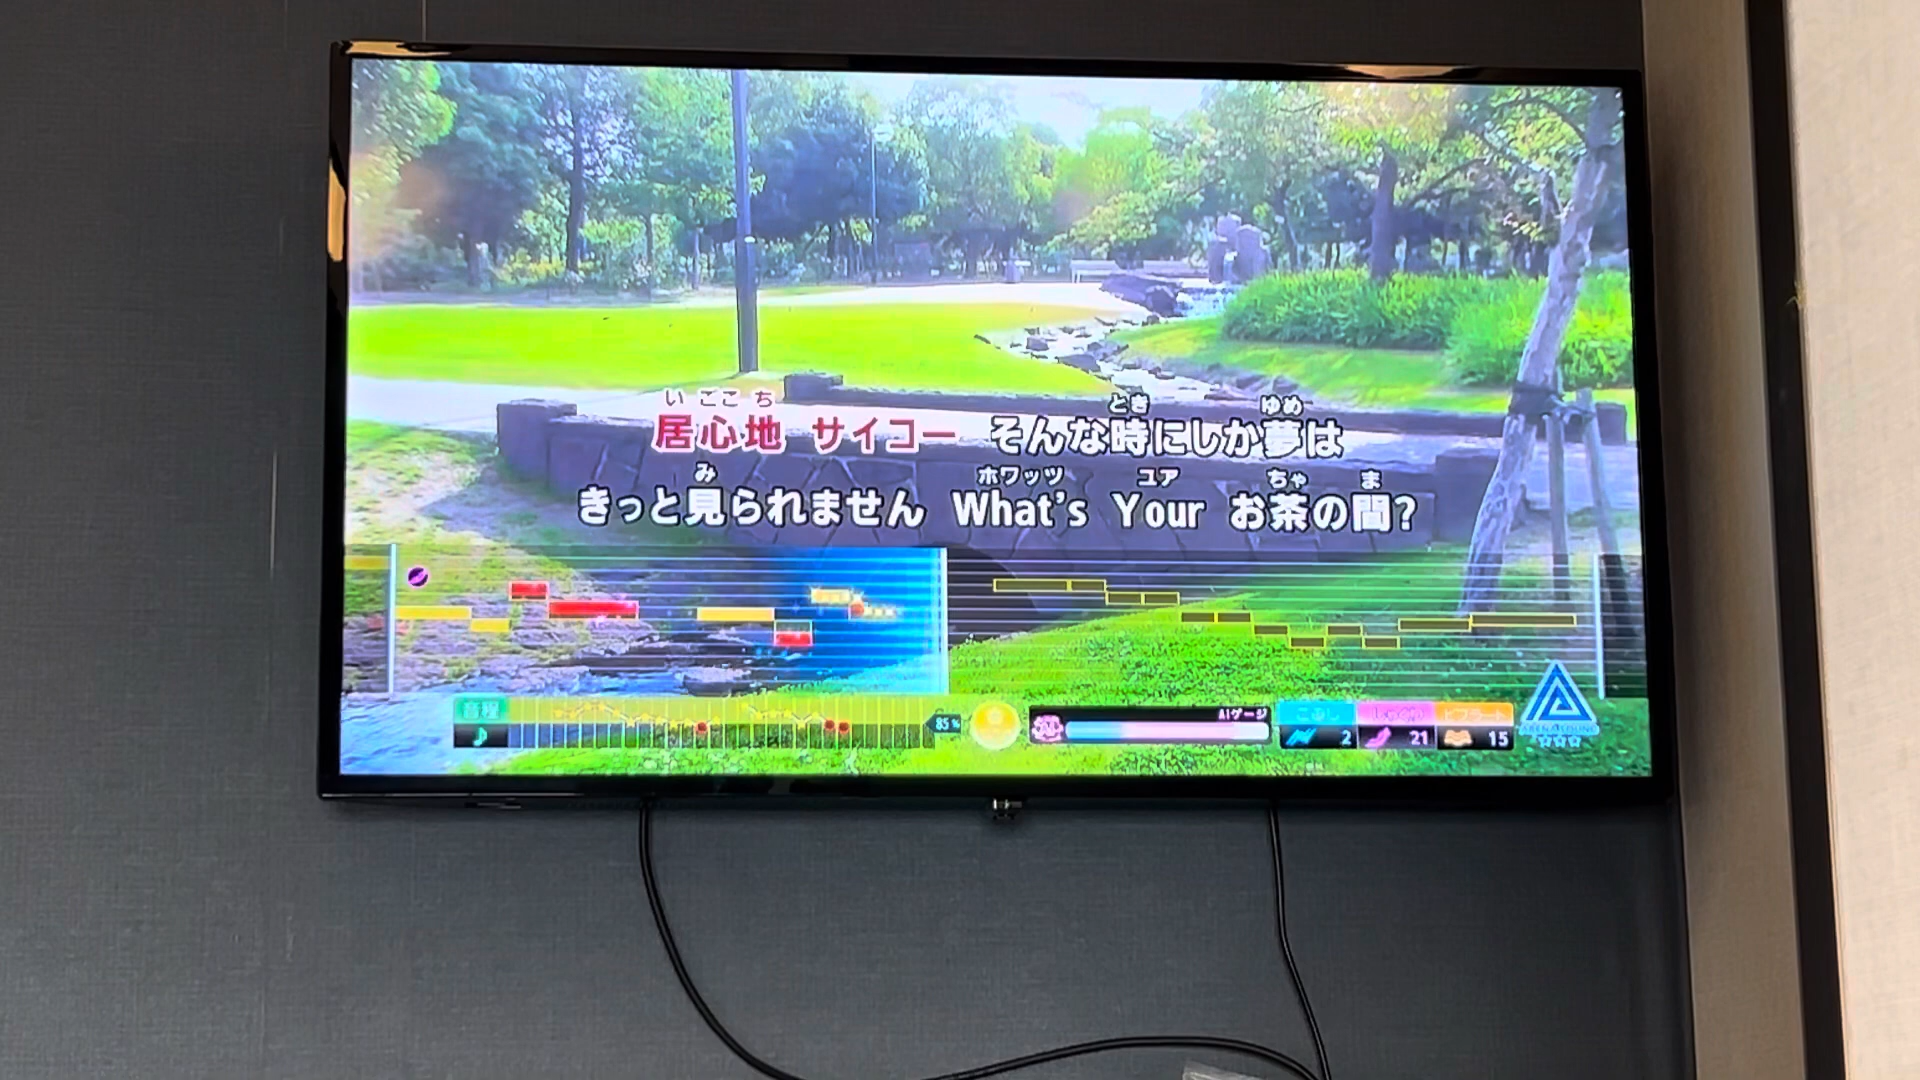 い ここ ち とき ゆめ
居心地 サイコー そんな時にしか夢は
み ホワッツ ユア ちゃ ま
きっと見られません What's Your お茶の間?
音程
85%
AI
AIゲージ
こぶし
2
しゃくり
21
ビブラート
15